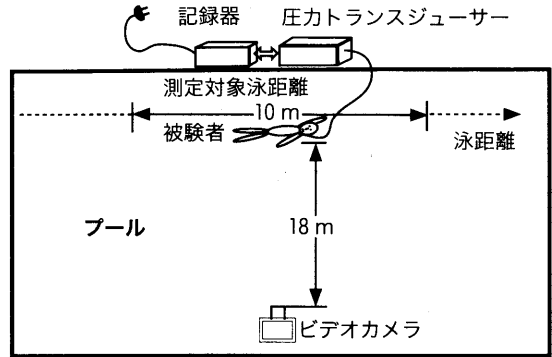 記録器
圧力トランスジューサー
測定対象泳距離
10 m
被験者
泳距離
プール
18 m
ビデオカメラ